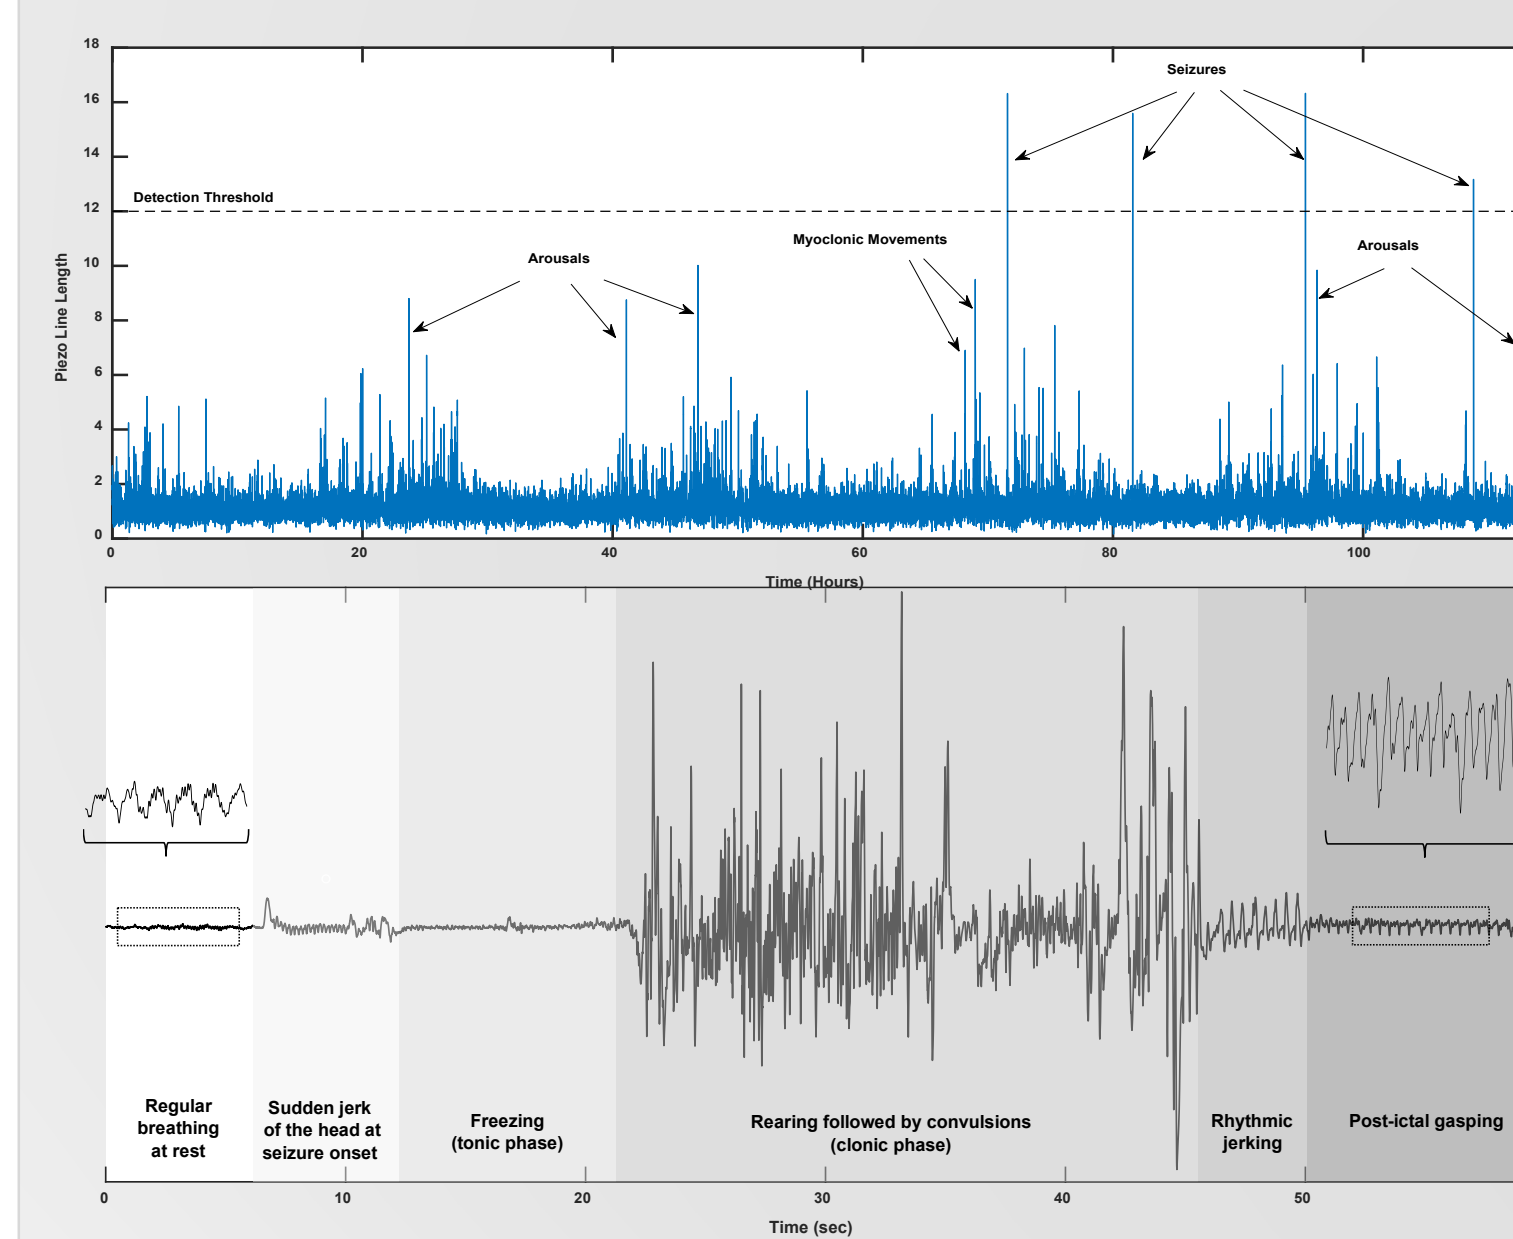 18
16
14
12
10
8
6
4
2
0
Piezo Line Length
Seizures
Detection Threshold
Myoclonic Movements
Arousals
Arousals
0 20 40 60 80 100
Time (Hours)
Regular
breathing
at rest
Sudden jerk
of the head at
seizure onset
Freezing
(tonic phase)
Rearing followed by convulsions
(clonic phase)
Rhythmic
jerking
Post-ictal gasping
0 10 20 30 40 50
Time (sec)